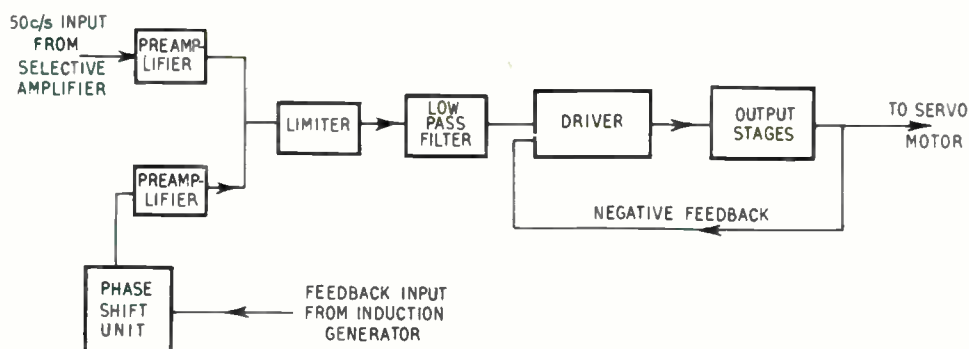 50c/s INPUT
FROM
SELECTIVE
AMPLIFIER
PREAMP-
LIFIER
LIMITER
LOW
PASS
FILTER
DRIVER
OUTPUT
STAGES
TO SERVO
MOTOR
PREAMP-
LIFIER
NEGATIVE FEEDBACK
PHASE
SHIFT
UNIT
FEEDBACK INPUT
FROM INDUCTION
GENERATOR